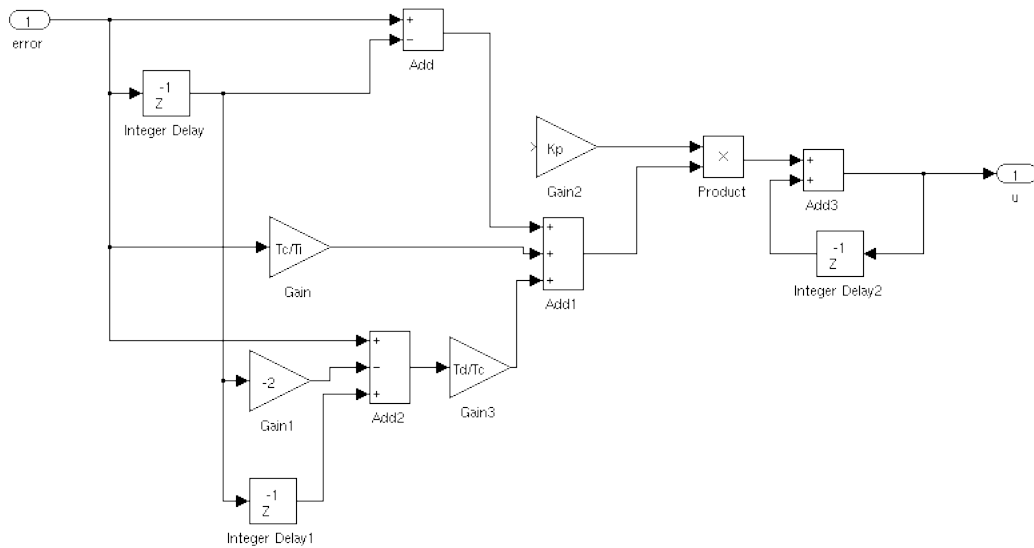 1
error
+
−
Add
-1
Z
Integer Delay
Kp
Gain2
×
Product
+
+
Add3
1
u
-1
Z
Integer Delay2
Tc/Ti
Gain
+
+
+
Add1
-2
Gain1
+
−
+
Add2
Td/Tc
Gain3
-1
Z
Integer Delay1